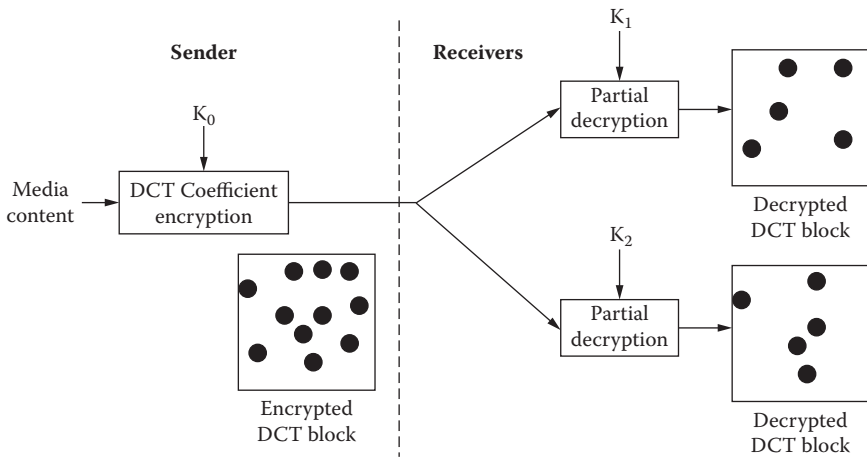 Sender
Receivers
K0
Media
content
DCT Coefficient
encryption
Encrypted
DCT block
K1
Partial
decryption
Decrypted
DCT block
K2
Partial
decryption
Decrypted
DCT block